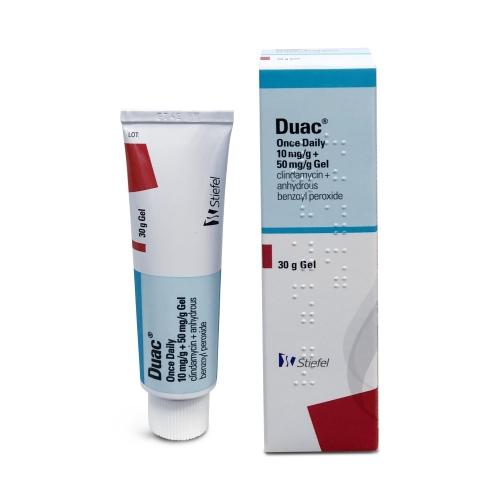 LOT:
30 g Gel
Stiefel
Duac®
Once Daily
10 mg/g + 50 mg/g Gel
clindamycin + anhydrous
benzoyl peroxide
Duac®
Once Daily
10 mg/g +
50 mg/g Gel
clindamycin +
anhydrous
benzoyl peroxide
30 g Gel
Stiefel